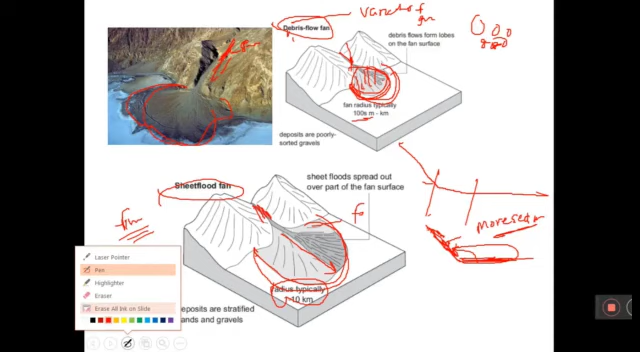 Debris-flow fan
debris flows form lobes
on the fan surface
fan radius typically
100s m - km
deposits are poorly-
sorted gravels
Sheetflood fan
sheet floods spread out
over part of the fan surface
fan
radius typically
1-10 km
deposits are stratified
ands and gravels
Laser Pointer
Pen
Highlighter
Eraser
Erase All Ink on Slide